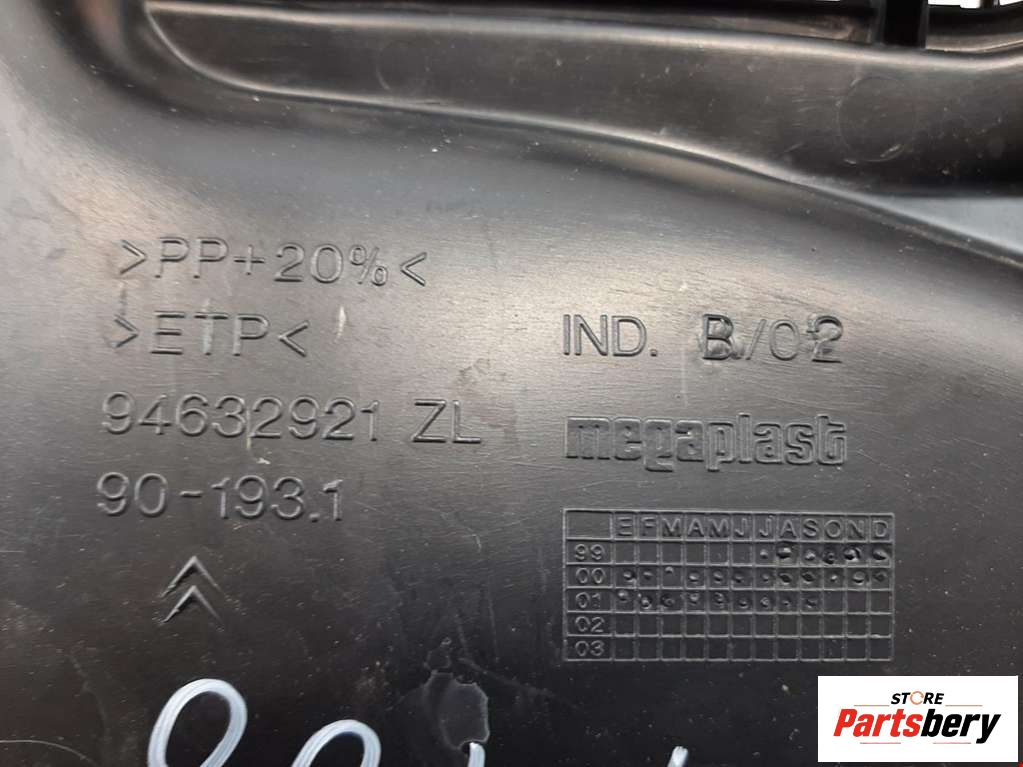 >PP+20%<
>ETP<
94632921 ZL
90-193.1
IND. B/02
megaplast
E F M A M J J A S O N D
99
00
01
02
03
STORE
Partsbery